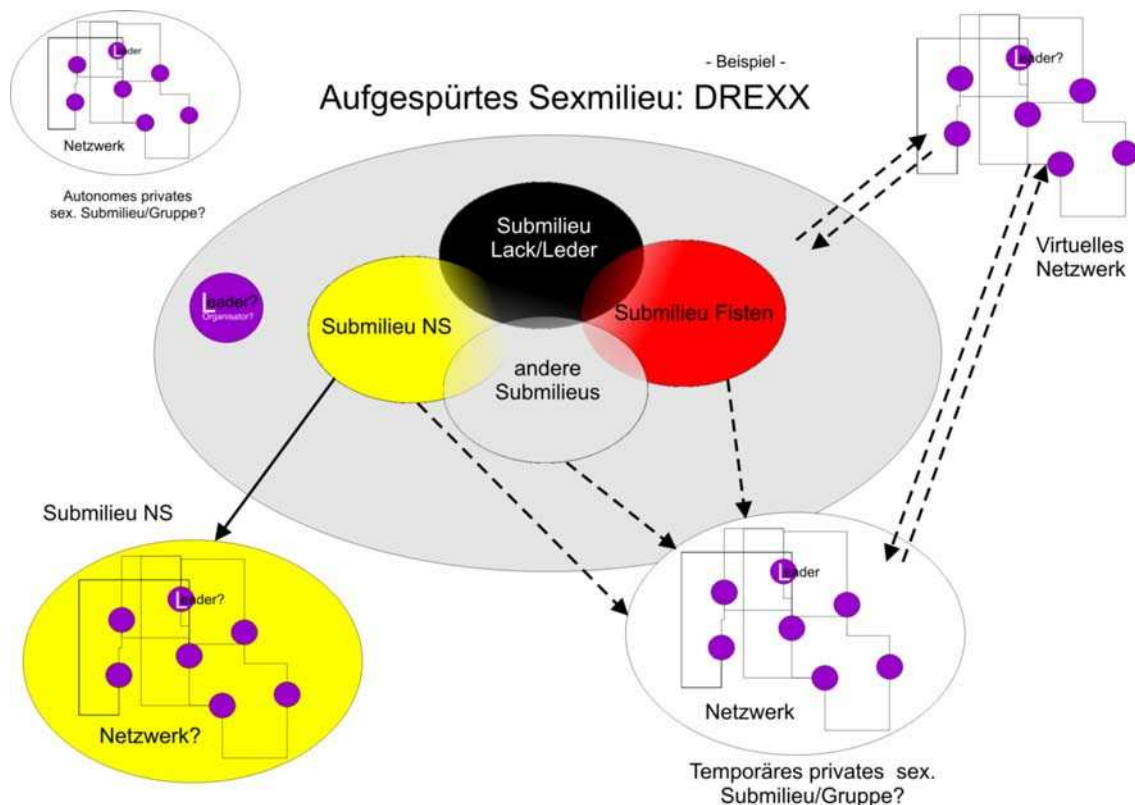 Leader
Netzwerk
Autonomes privates
sex. Submilieu/Gruppe?
- Beispiel -
Aufgespürtes Sexmilieu: DREXX
Leader?
Virtuelles
Netzwerk
Submilieu
Lack/Leder
Leader?
Organisator?
Submilieu NS
Submilieu Fisten
andere
Submilieus
Submilieu NS
Leader?
Netzwerk?
Leader
Netzwerk
Temporäres privates sex.
Submilieu/Gruppe?